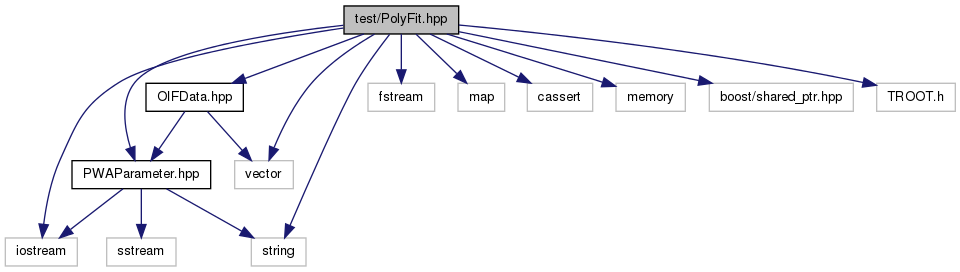 test/PolyFit.hpp
OIFData.hpp
fstream
map
cassert
memory
boost/shared_ptr.hpp
TROOT.h
PWAParameter.hpp
vector
iostream
sstream
string